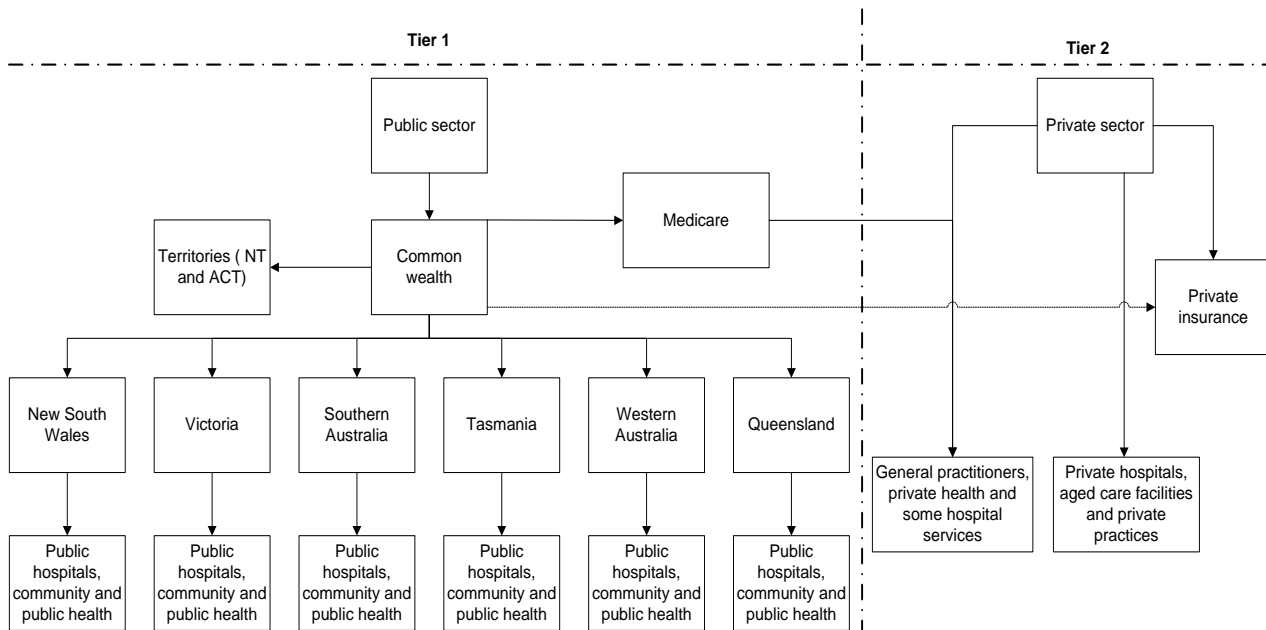 Tier 1
Tier 2
Public sector
Private sector
Medicare
Territories ( NT
and ACT)
Common
wealth
Private
insurance
New South
Wales
Victoria
Southern
Australia
Tasmania
Western
Australia
Queensland
General practitioners,
private health and
some hospital
services
Private hospitals,
aged care facilities
and private
practices
Public
hospitals,
community and
public health
Public
hospitals,
community and
public health
Public
hospitals,
community and
public health
Public
hospitals,
community and
public health
Public
hospitals,
community and
public health
Public
hospitals,
community and
public health